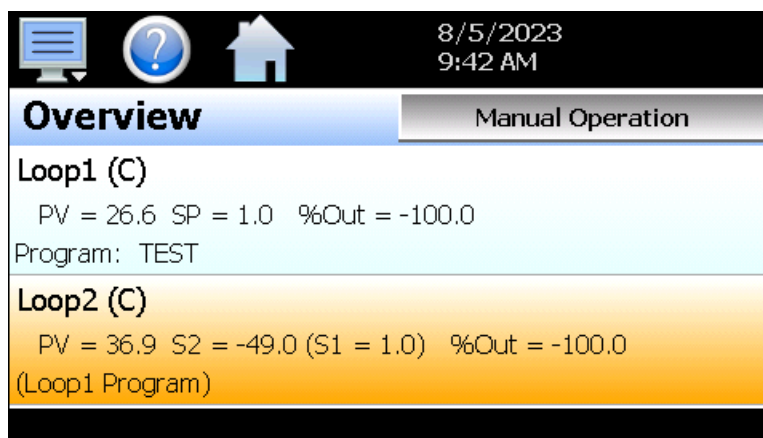 ?
8/5/2023
9:42 AM
Overview
Manual Operation
Loop1 (C)
PV = 26.6 SP = 1.0 %Out = -100.0
Program: TEST
Loop2 (C)
PV = 36.9 S2 = -49.0 (S1 = 1.0) %Out = -100.0
(Loop1 Program)